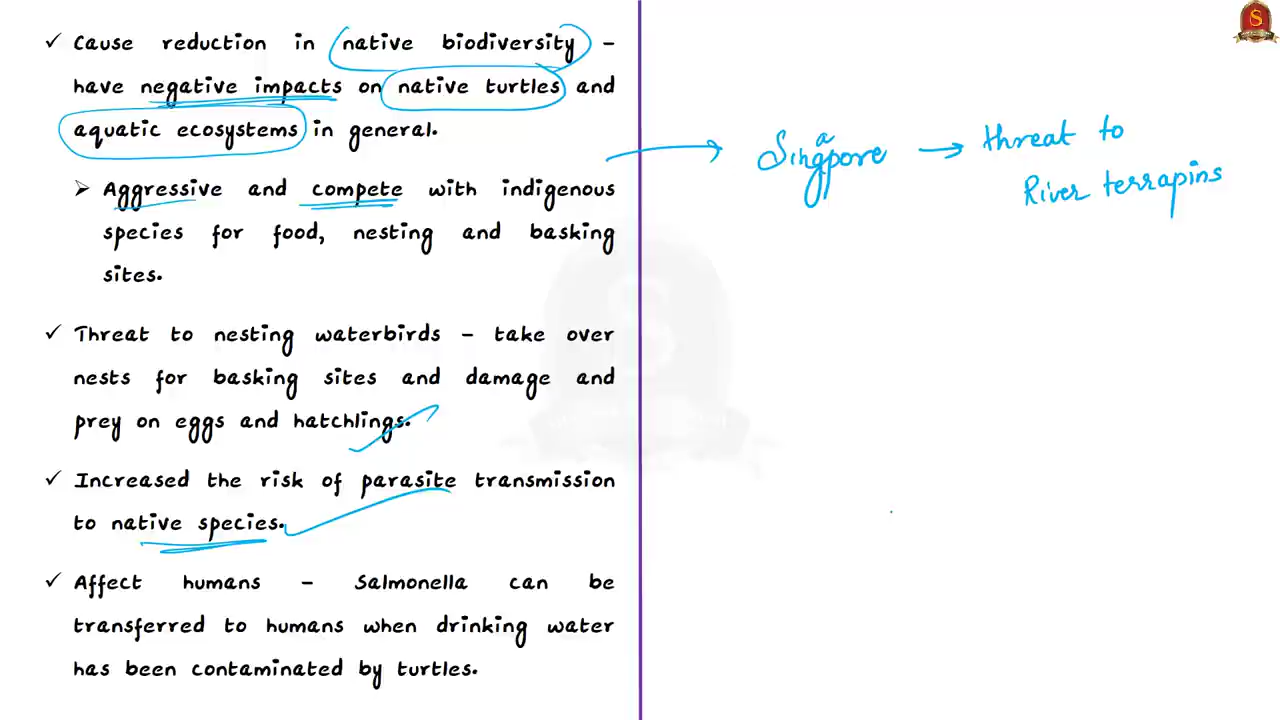 ✓ Cause reduction in native biodiversity –
have negative impacts on native turtles and
aquatic ecosystems in general.
➢ Aggressive and compete with indigenous
species for food, nesting and basking
sites.
✓ Threat to nesting waterbirds – take over
nests for basking sites and damage and
prey on eggs and hatchlings.
✓ Increased the risk of parasite transmission
to native species.
✓ Affect humans – Salmonella can be
transferred to humans when drinking water
has been contaminated by turtles.
→ Singapore → threat to
River terrapins
S